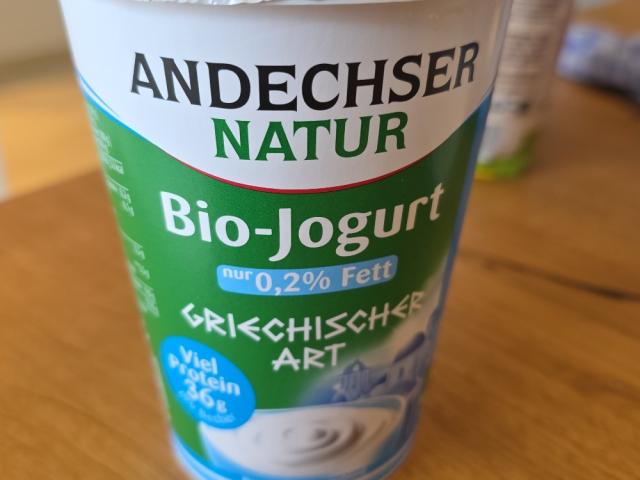 ANDECHSER
NATUR
Bio-Jogurt
nur 0,2% Fett
GRIECHISCHER
ART
Viel
Protein
36g